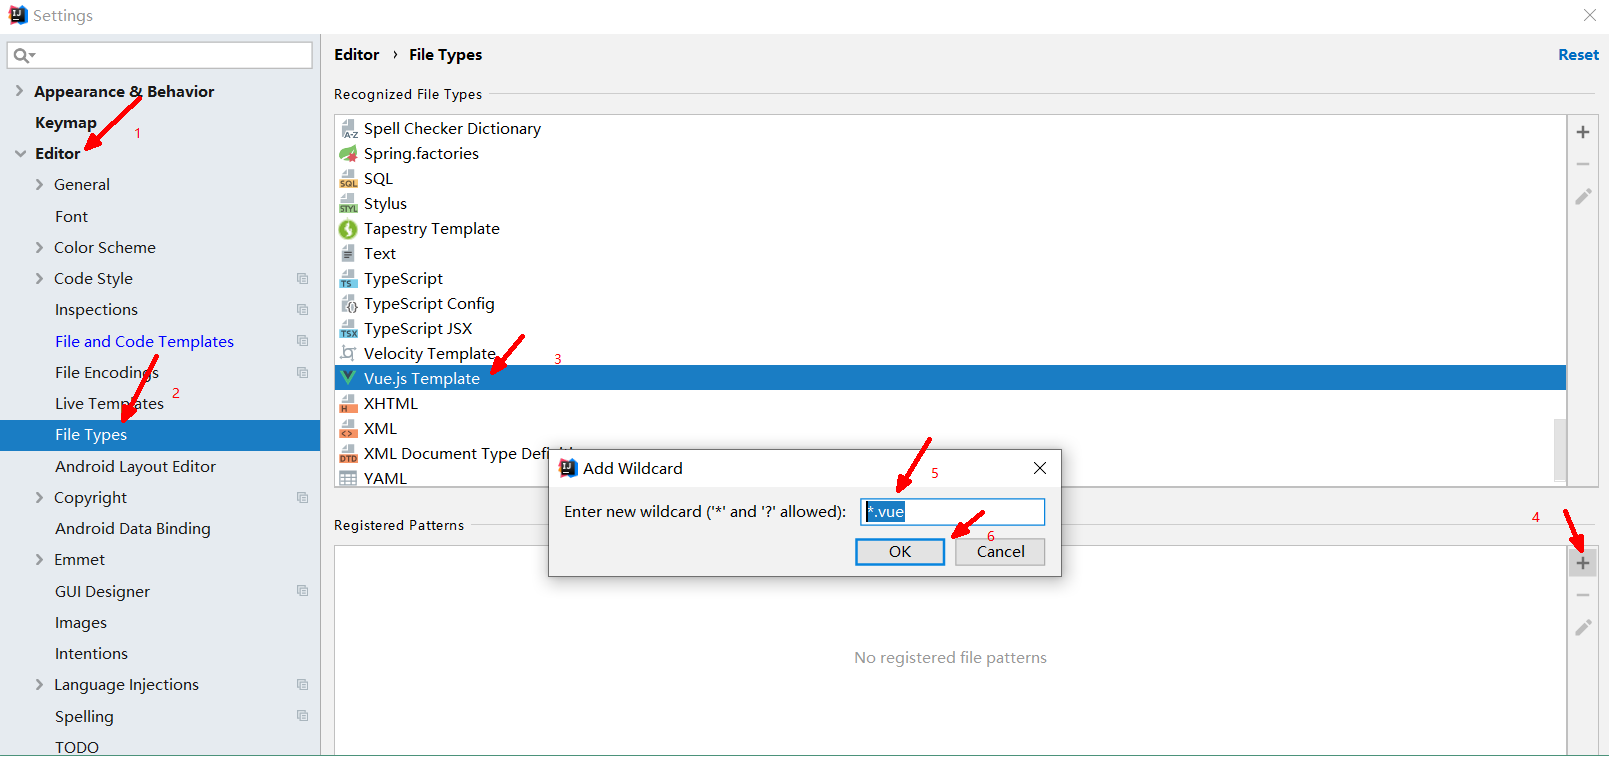 Settings
Appearance & Behavior
Keymap
1
Editor
General
Font
Color Scheme
Code Style
Inspections
File and Code Templates
File Encodings
2
Live Templates
File Types
Android Layout Editor
Copyright
Android Data Binding
Emmet
GUI Designer
Images
Intentions
Language Injections
Spelling
TODO
Editor › File Types
Reset
Recognized File Types
Spell Checker Dictionary
Spring.factories
SQL
Stylus
Tapestry Template
Text
TypeScript
TypeScript Config
TypeScript JSX
Velocity Template
3
Vue.js Template
XHTML
XML
XML Document Type Defi
YAML
Add Wildcard
5
Enter new wildcard ('*' and '?' allowed): *.vue
6
OK Cancel
Registered Patterns
4
No registered file patterns